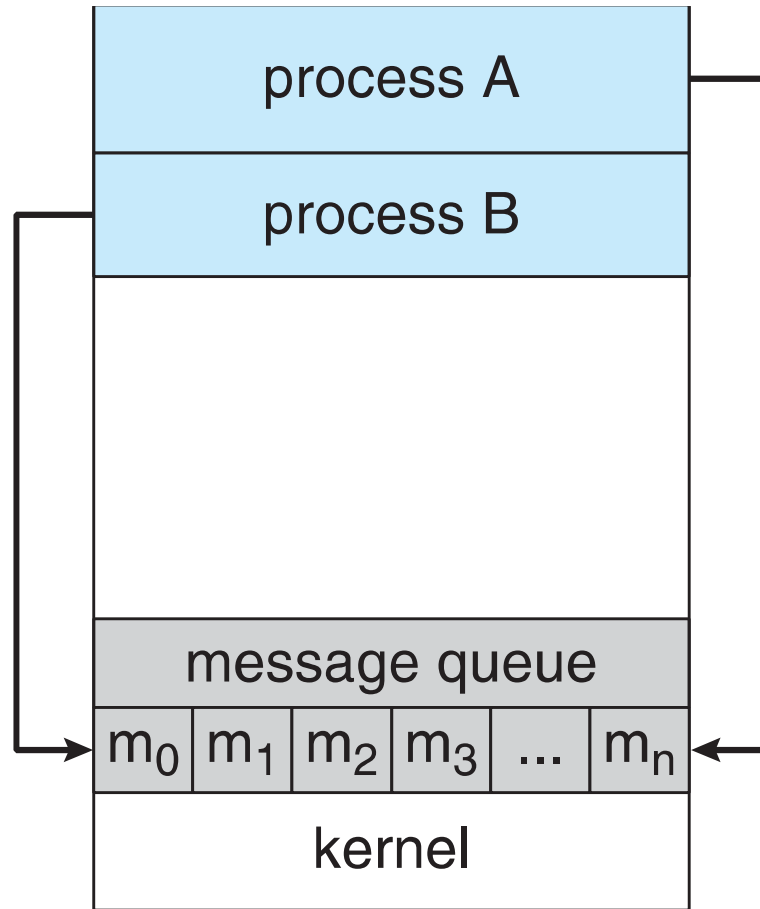 process A
process B
message queue
m₀ m₁ m₂ m₃ ... mₙ
kernel